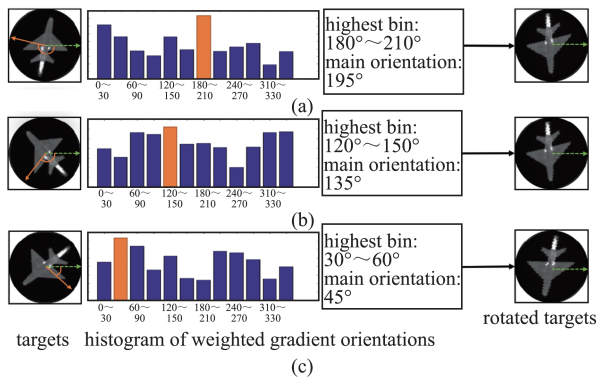 highest bin:
180°～210°
main orientation:
195°
0～ 60～ 120～ 180～ 240～ 310～
30 90 150 210 270 330
(a)
highest bin:
120°～150°
main orientation:
135°
0～ 60～ 120～ 180～ 240～ 310～
30 90 150 210 270 330
(b)
highest bin:
30°～60°
main orientation:
45°
0～ 60～ 120～ 180～ 240～ 310～
30 90 150 210 270 330
rotated targets
targets histogram of weighted gradient orientations
(c)